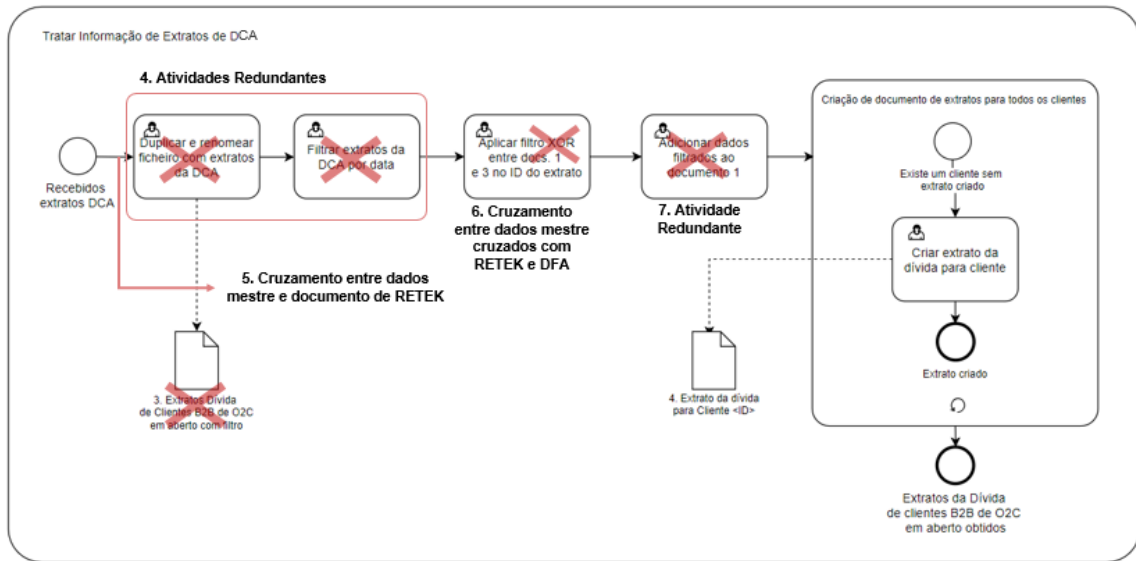 Tratar Informação de Extratos de DCA
4. Atividades Redundantes
Duplicar e renomear
ficheiro com extratos
da DCA
Filtrar extratos da
DCA por data
Aplicar filtro XOR
entre docs. 1
e 3 no ID do extrato
Adicionar dados
filtrados ao
documento 1
Recebidos
extratos DCA
6. Cruzamento
entre dados mestre
cruzados com
RETEK e DFA
7. Atividade
Redundante
5. Cruzamento entre dados
mestre e documento de RETEK
3. Extratos Dívida
de Clientes B2B de O2C
em aberto com filtro
4. Extrato da dívida
para Cliente <ID>
Criação de documento de extratos para todos os clientes
Existe um cliente sem
extrato criado
Criar extrato da
dívida para cliente
Extrato criado
Extratos da Dívida
de clientes B2B de O2C
em aberto obtidos